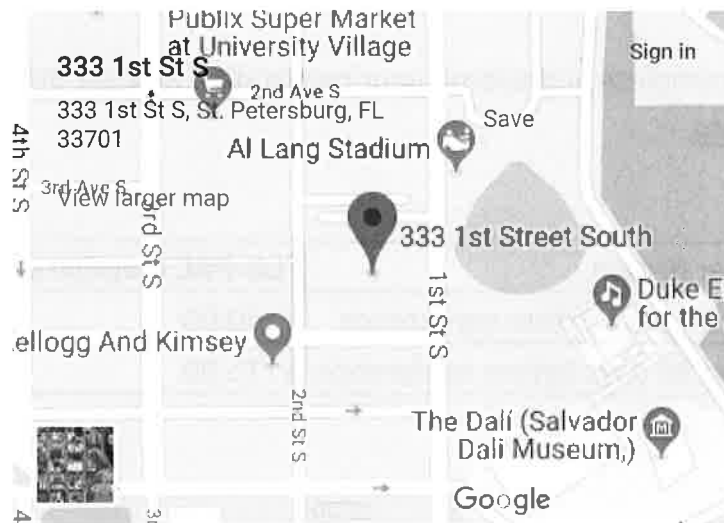 Publix Super Market
at University Village
333 1st St S
Sign in
2nd Ave S
333 1st St S, St. Petersburg, FL
33701
Save
Al Lang Stadium
4th St S
3rd Ave S
View larger map
3rd St S
333 1st Street South
1st St S
Duke E
for the
ellogg And Kimsey
2nd St S
The Dalí (Salvador
Dali Museum,)
Google
4
3